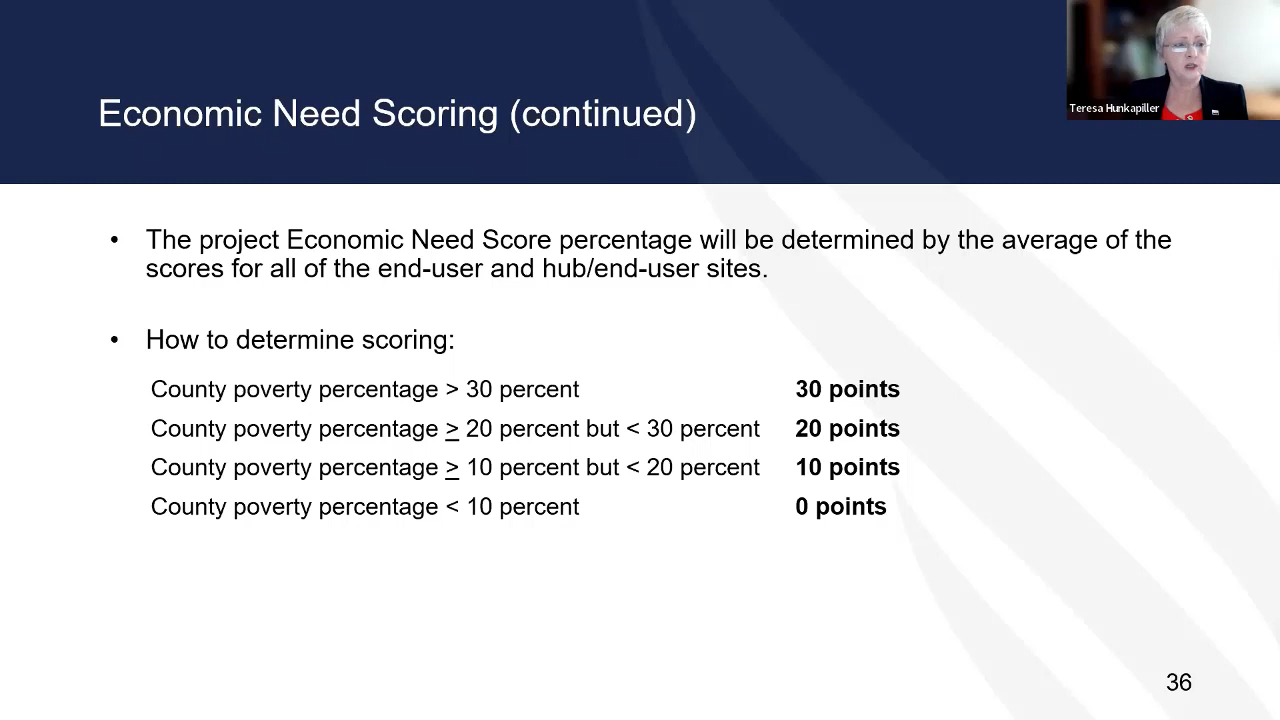 Teresa Hunkapiller
Economic Need Scoring (continued)
• The project Economic Need Score percentage will be determined by the average of the
scores for all of the end-user and hub/end-user sites.
• How to determine scoring:
County poverty percentage > 30 percent 30 points
County poverty percentage ≥ 20 percent but < 30 percent 20 points
County poverty percentage ≥ 10 percent but < 20 percent 10 points
County poverty percentage < 10 percent 0 points
36